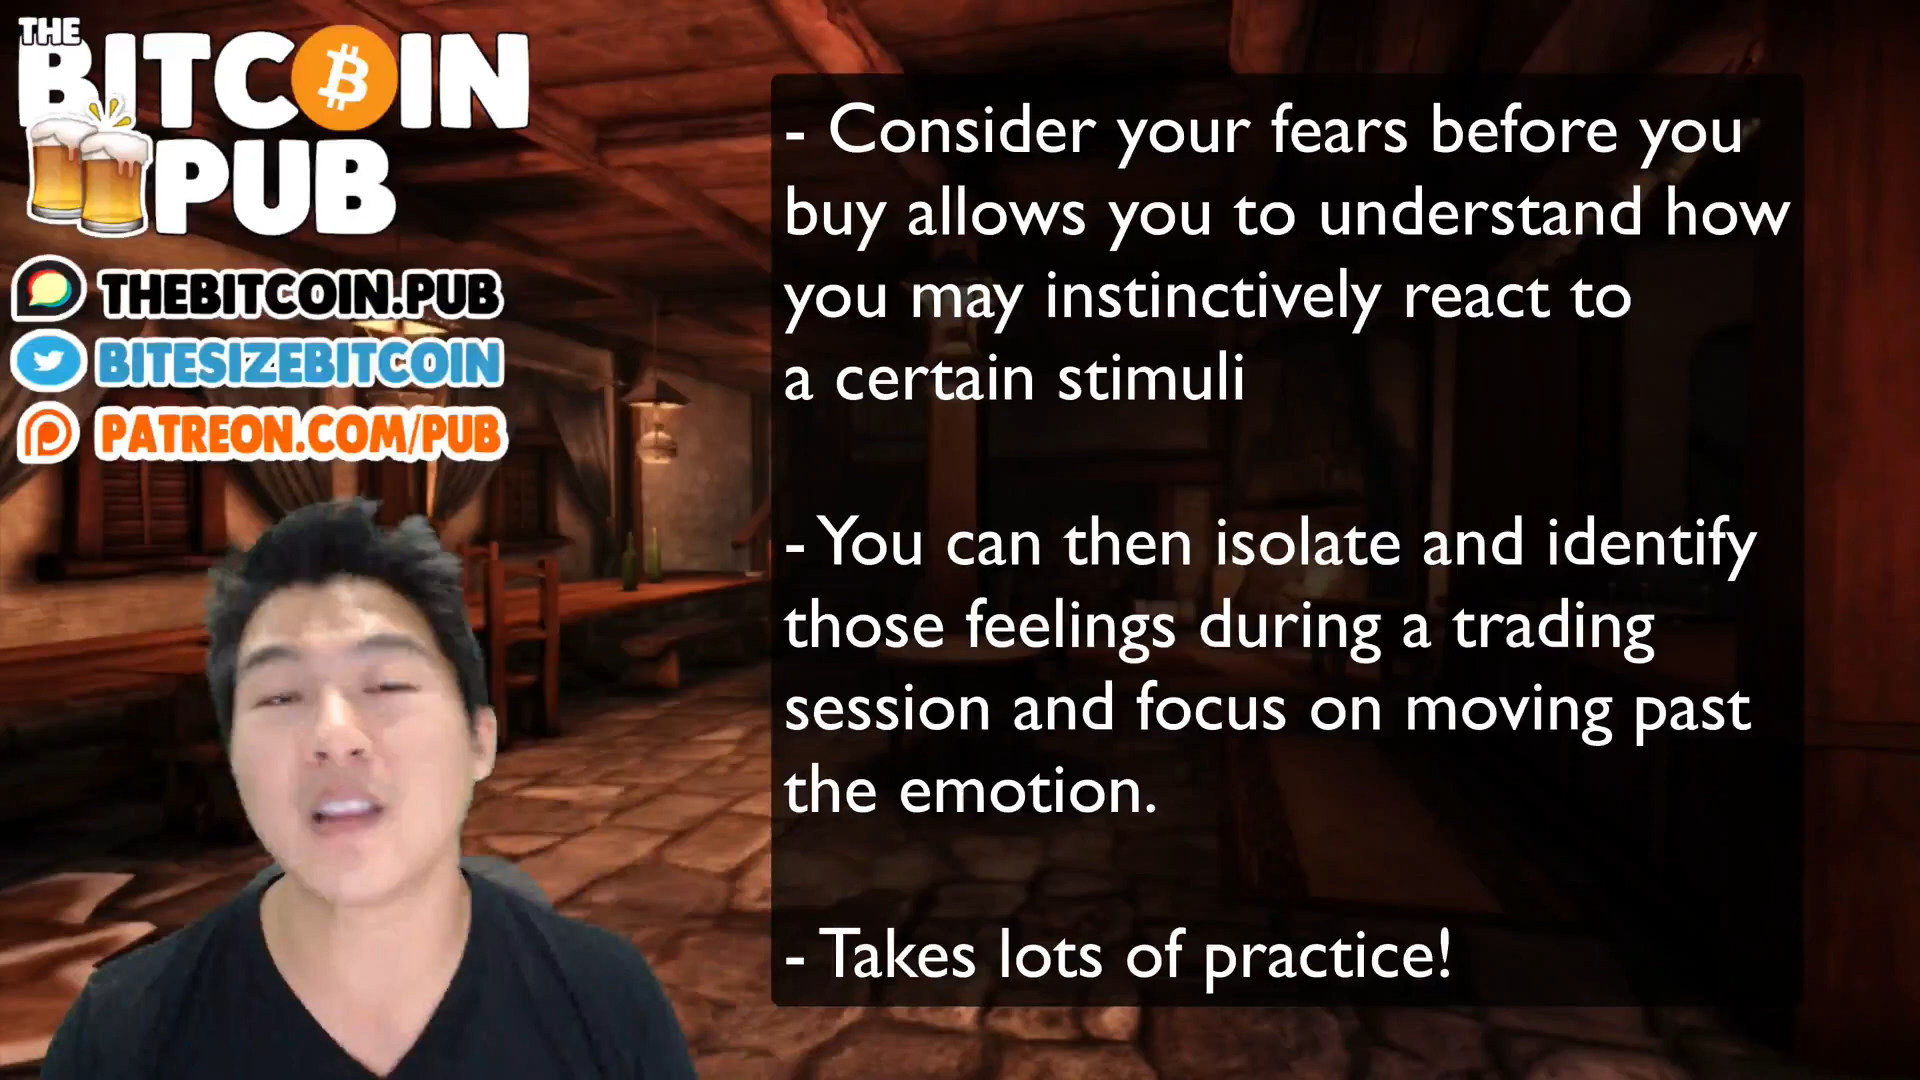 THE
BITCOIN
PUB
THEBITCOIN.PUB
BITESIZEBITCOIN
PATREON.COM/PUB
- Consider your fears before you
buy allows you to understand how
you may instinctively react to
a certain stimuli
- You can then isolate and identify
those feelings during a trading
session and focus on moving past
the emotion.
- Takes lots of practice!